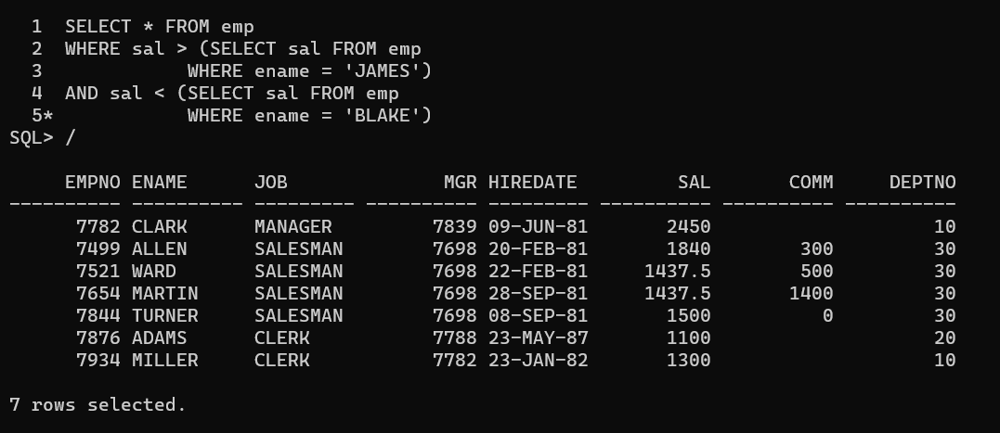 1  SELECT * FROM emp
  2  WHERE sal > (SELECT sal FROM emp
  3             WHERE ename = 'JAMES')
  4  AND sal < (SELECT sal FROM emp
  5*            WHERE ename = 'BLAKE')
SQL> /

     EMPNO ENAME      JOB              MGR HIREDATE         SAL       COMM     DEPTNO
---------- ---------- --------- ---------- --------- ---------- ---------- ----------
      7782 CLARK      MANAGER         7839 09-JUN-81       2450                    10
      7499 ALLEN      SALESMAN        7698 20-FEB-81       1840        300         30
      7521 WARD       SALESMAN        7698 22-FEB-81     1437.5        500         30
      7654 MARTIN     SALESMAN        7698 28-SEP-81     1437.5       1400         30
      7844 TURNER     SALESMAN        7698 08-SEP-81       1500          0         30
      7876 ADAMS      CLERK           7788 23-MAY-87       1100                    20
      7934 MILLER     CLERK           7782 23-JAN-82       1300                    10

7 rows selected.